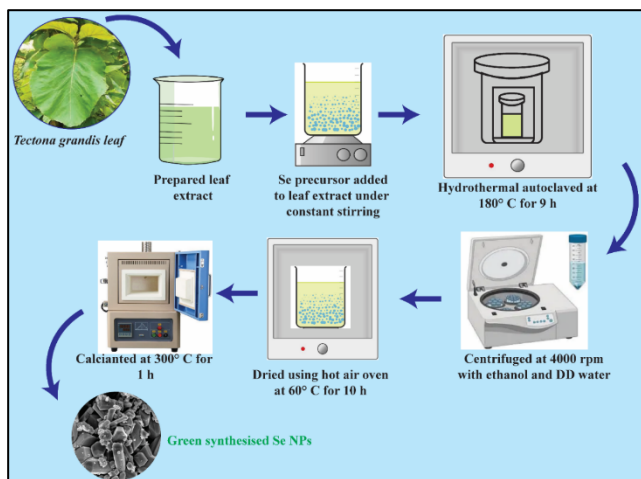 Tectona grandis leaf
Prepared leaf
extract
Se precursor added
to leaf extract under
constant stirring
Hydrothermal autoclaved at
180° C for 9 h
Centrifuged at 4000 rpm
with ethanol and DD water
Dried using hot air oven
at 60° C for 10 h
Calcianted at 300° C for
1 h
Green synthesised Se NPs